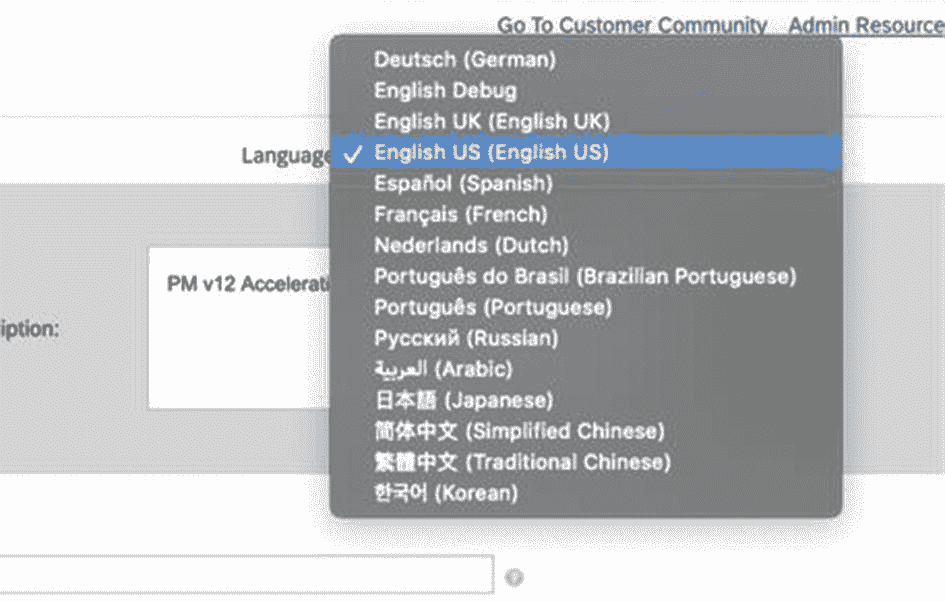 Go To Customer Community Admin Resource
Deutsch (German)
English Debug
English UK (English UK)
Language ✓ English US (English US)
Español (Spanish)
Français (French)
Nederlands (Dutch)
Português do Brasil (Brazilian Portuguese)
PM v12 Accelerati
Português (Portuguese)
iption:
Русский (Russian)
العربية (Arabic)
日本語 (Japanese)
简体中文 (Simplified Chinese)
繁體中文 (Traditional Chinese)
한국어 (Korean)
?